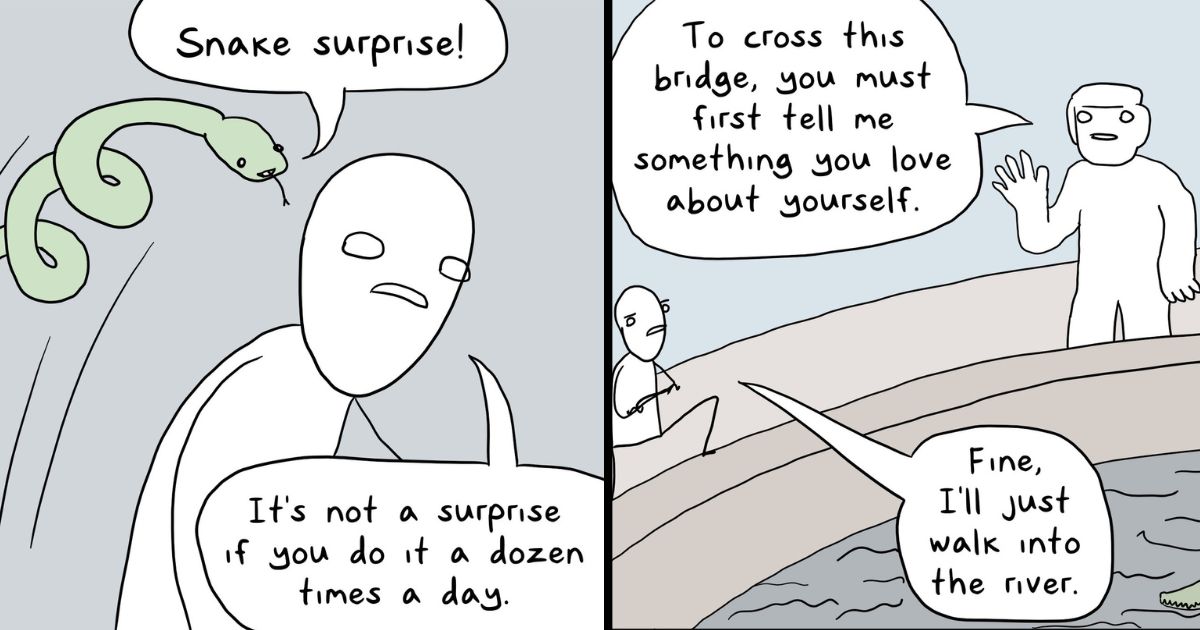 Snake surprise!
It's not a surprise
if you do it a dozen
times a day.
To cross this
bridge, you must
first tell me
something you love
about yourself.
Fine,
I'll just
walk into
the river.